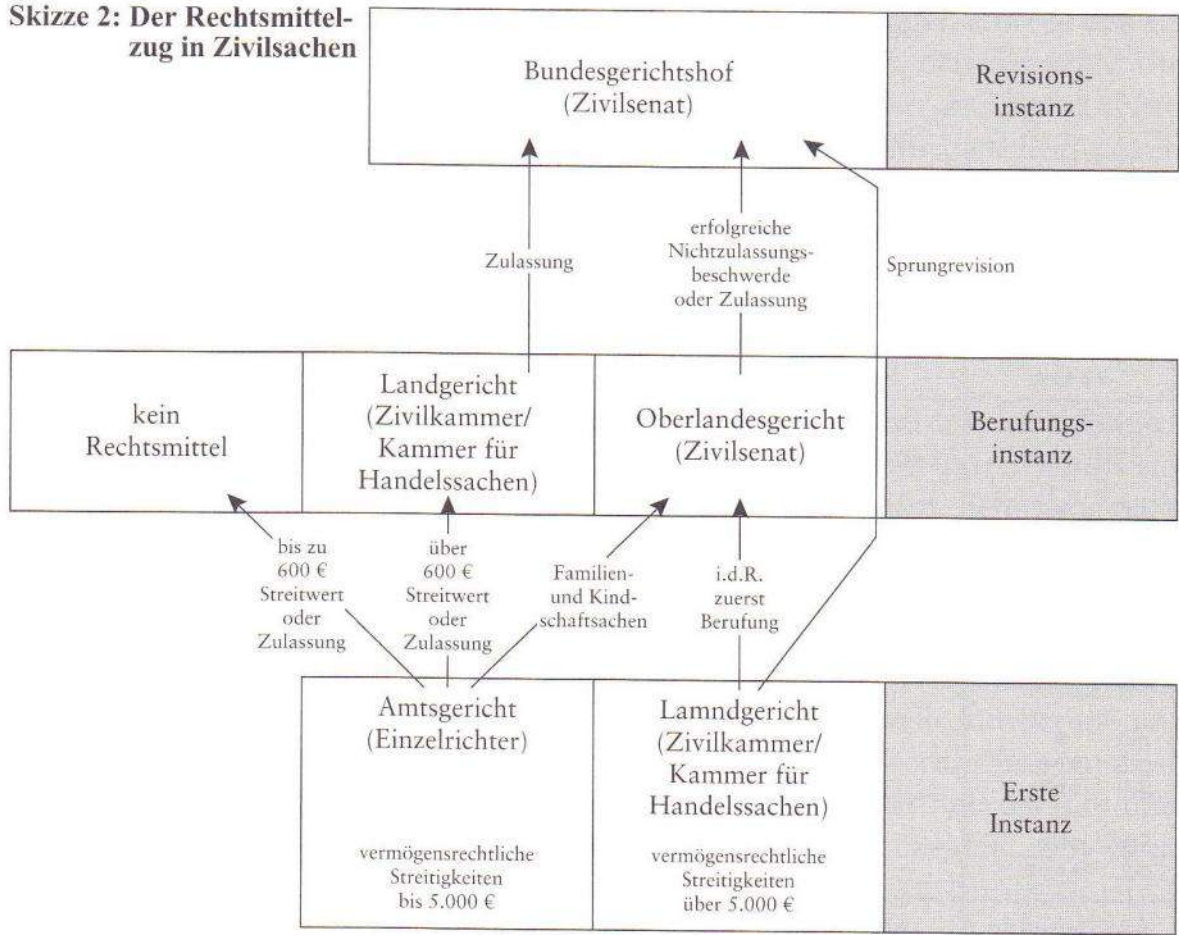 Skizze 2: Der Rechtsmittel-
zug in Zivilsachen
Bundesgerichtshof
(Zivilsenat)
Revisions-
instanz
Zulassung
erfolgreiche
Nichtzulassungs-
beschwerde
oder Zulassung
Sprungrevision
kein
Rechtsmittel
Landgericht
(Zivilkammer/
Kammer für
Handelssachen)
Oberlandesgericht
(Zivilsenat)
Berufungs-
instanz
bis zu
600 €
Streitwert
oder
Zulassung
über
600 €
Streitwert
oder
Zulassung
Familien-
und Kind-
schaftsachen
i.d.R.
zuerst
Berufung
Amtsgericht
(Einzelrichter)
vermögensrechtliche
Streitigkeiten
bis 5.000 €
Lamndgericht
(Zivilkammer/
Kammer für
Handelssachen)
vermögensrechtliche
Streitigkeiten
über 5.000 €
Erste
Instanz